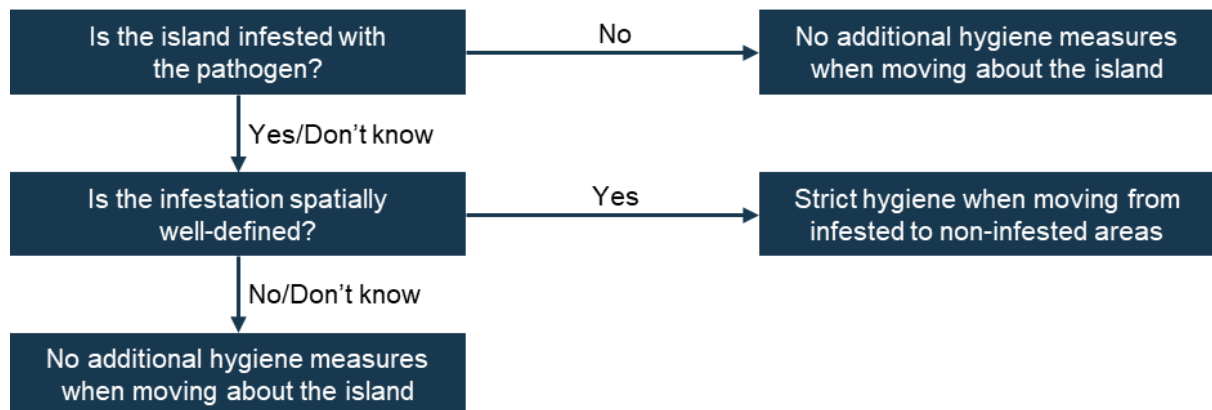 Is the island infested with
the pathogen?
No
No additional hygiene measures
when moving about the island
Yes/Don't know
Is the infestation spatially
well-defined?
Yes
Strict hygiene when moving from
infested to non-infested areas
No/Don't know
No additional hygiene measures
when moving about the island